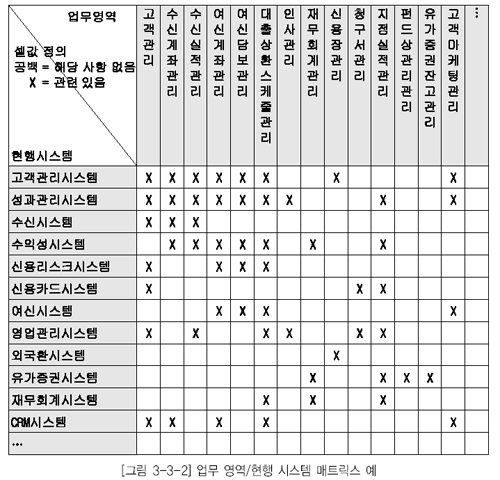 업무영역
셀값 정의
공백 = 해당 사항 없음
X = 관련 있음
현행시스템
고객관리
수신계좌관리
수신실적관리
여신계좌관리
여신담보관리
대출상환스케줄관리
인사관리
재무회계관리
신용장관리
청구서관리
지점실적관리
펀드상관리관리
유가증권잔고관리
고객마케팅관리
...
고객관리시스템 X X X X X X X X
성과관리시스템 X X X X X X X X X
수신시스템 X X X
수익성시스템 X X X X X X X
신용리스크시스템 X X X X
신용카드시스템 X X X
여신시스템 X X X X
영업관리시스템 X X X X X X
외국환시스템 X
유가증권시스템 X X X X
재무회계시스템 X X X
CRM시스템 X X X X X
...
[그림 3-3-2] 업무 영역/현행 시스템 매트릭스 예